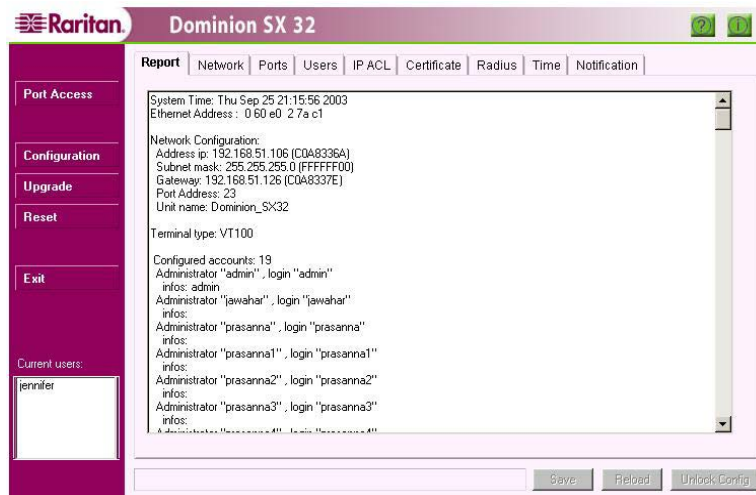 Raritan.
Dominion SX 32
?
i
Report Network Ports Users IP ACL Certificate Radius Time Notification
Port Access
Configuration
Upgrade
Reset
Exit
Current users:
jennifer
System Time: Thu Sep 25 21:15:56 2003
Ethernet Address : 0 60 e0 2 7a c1
Network Configuration:
Address ip: 192.168.51.106 (C0A8336A)
Subnet mask: 255.255.255.0 (FFFFFF00)
Gateway: 192.168.51.126 (C0A8337E)
Port Address: 23
Unit name: Dominion_SX32
Terminal type: VT100
Configured accounts: 19
Administrator "admin" , login "admin"
infos: admin
Administrator "jawahar" , login "jawahar"
infos:
Administrator "prasanna" , login "prasanna"
infos:
Administrator "prasanna1" , login "prasanna1"
infos:
Administrator "prasanna2" , login "prasanna2"
infos:
Administrator "prasanna3" , login "prasanna3"
infos:
Administrator "prasanna4" , login "prasanna4"
Save Reload Unlock Config